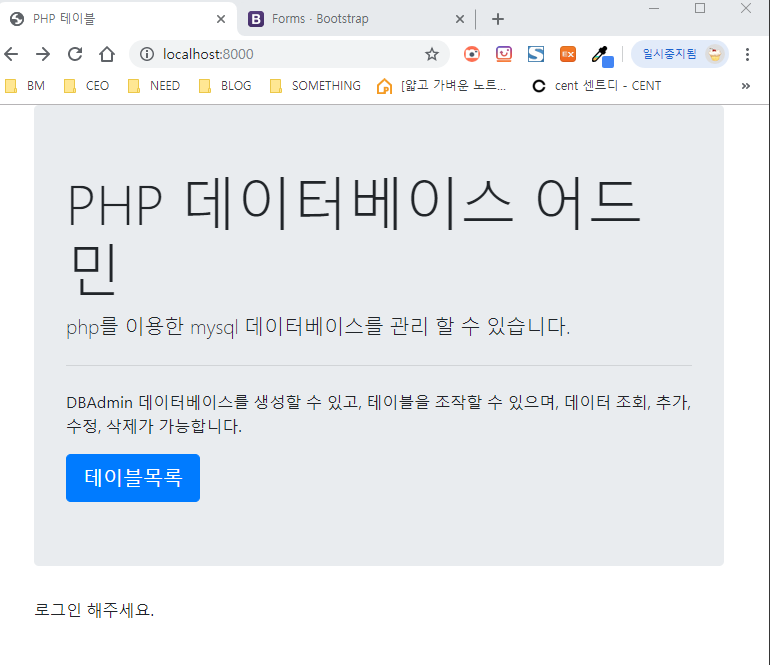 PHP 테이블
Forms · Bootstrap
localhost:8000
일시중지됨
BM
CEO
NEED
BLOG
SOMETHING
[얇고 가벼운 노트...
cent 센트디 - CENT
PHP 데이터베이스 어드
민
php를 이용한 mysql 데이터베이스를 관리 할 수 있습니다.
DBAdmin 데이터베이스를 생성할 수 있고, 테이블을 조작할 수 있으며, 데이터 조회, 추가,
수정, 삭제가 가능합니다.
테이블목록
로그인 해주세요.